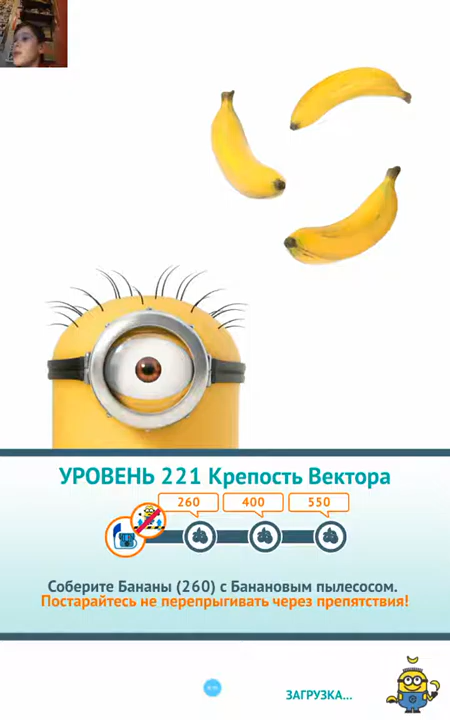 УРОВЕНЬ 221 Крепость Вектора
260 400 550
Соберите Бананы (260) с Банановым пылесосом.
Постарайтесь не перепрыгивать через препятствия!
ЗАГРУЗКА...